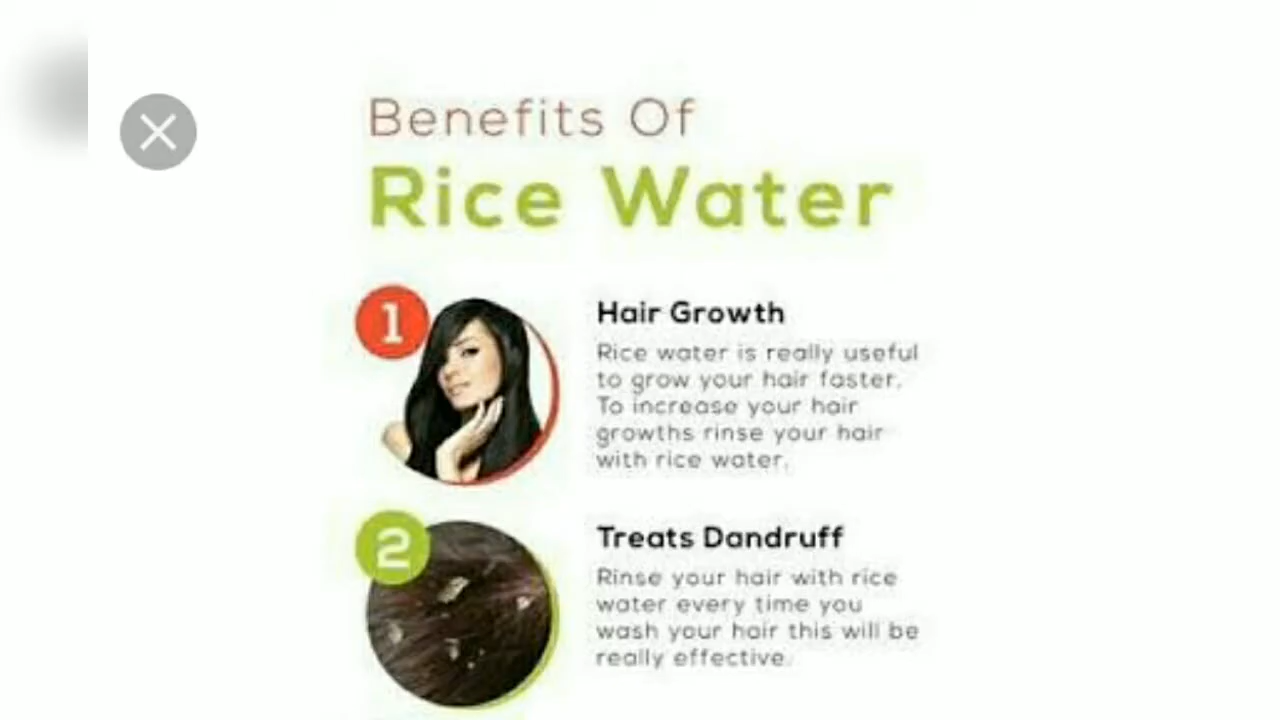 Benefits Of
Rice Water
1
Hair Growth
Rice water is really useful
to grow your hair faster.
To increase your hair
growths rinse your hair
with rice water.
2
Treats Dandruff
Rinse your hair with rice
water every time you
wash your hair this will be
really effective.